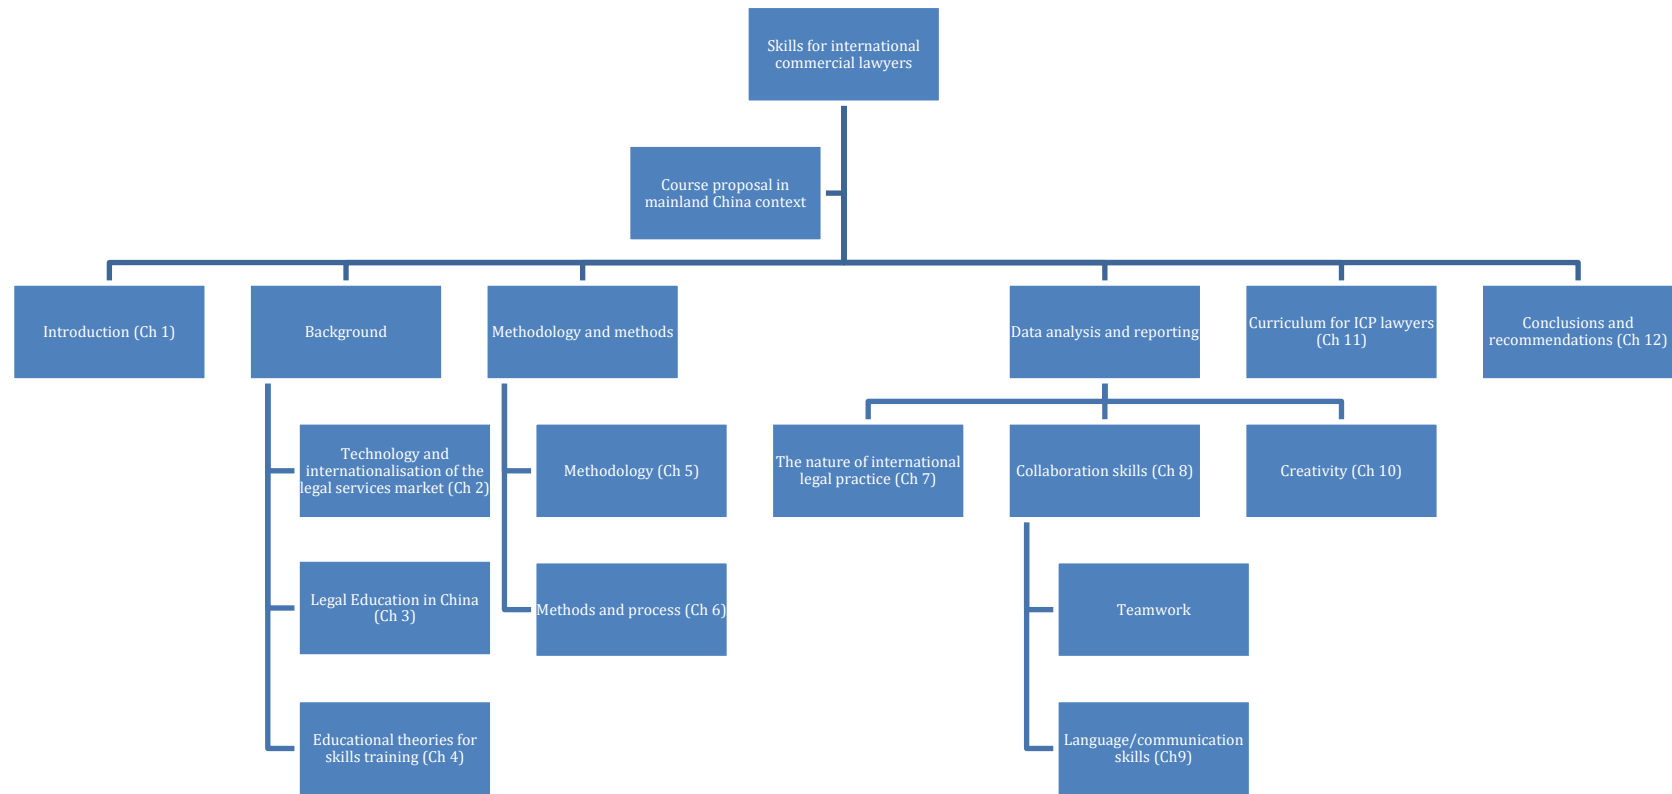 Skills for international
commercial lawyers
Course proposal in
mainland China context
Introduction (Ch 1)
Background
Methodology and methods
Data analysis and reporting
Curriculum for ICP lawyers
(Ch 11)
Conclusions and
recommendations (Ch 12)
Technology and
internationalisation of the
legal services market (Ch 2)
Methodology (Ch 5)
The nature of international
legal practice (Ch 7)
Collaboration skills (Ch 8)
Creativity (Ch 10)
Legal Education in China
(Ch 3)
Methods and process (Ch 6)
Teamwork
Educational theories for
skills training (Ch 4)
Language/communication
skills (Ch9)